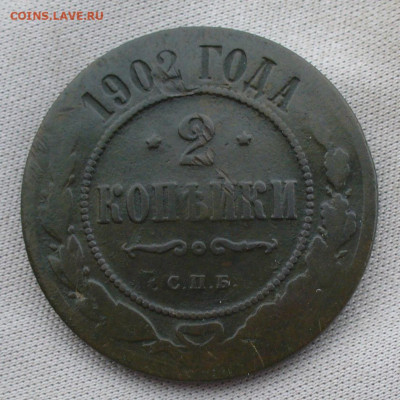 COINS.LAVE.RU
1902 ГОДА
2
КОПѢЙКИ
С.П.Б.